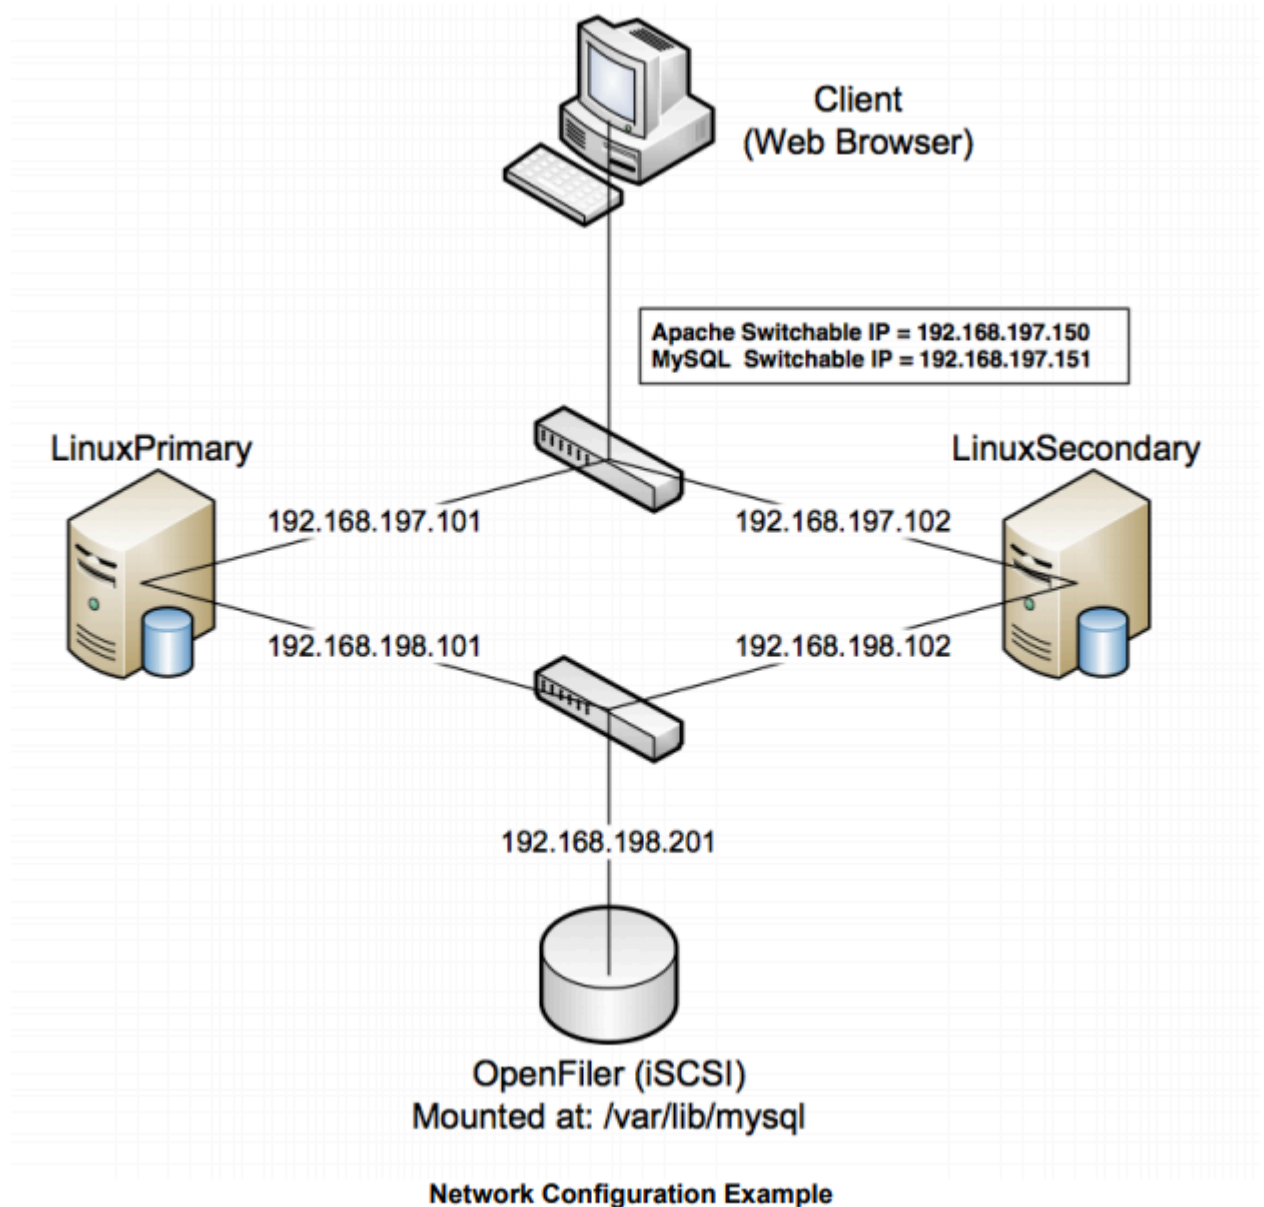 Client
(Web Browser)
Apache Switchable IP = 192.168.197.150
MySQL Switchable IP = 192.168.197.151
LinuxPrimary
LinuxSecondary
192.168.197.101
192.168.197.102
192.168.198.101
192.168.198.102
192.168.198.201
OpenFiler (iSCSI)
Mounted at: /var/lib/mysql
Network Configuration Example